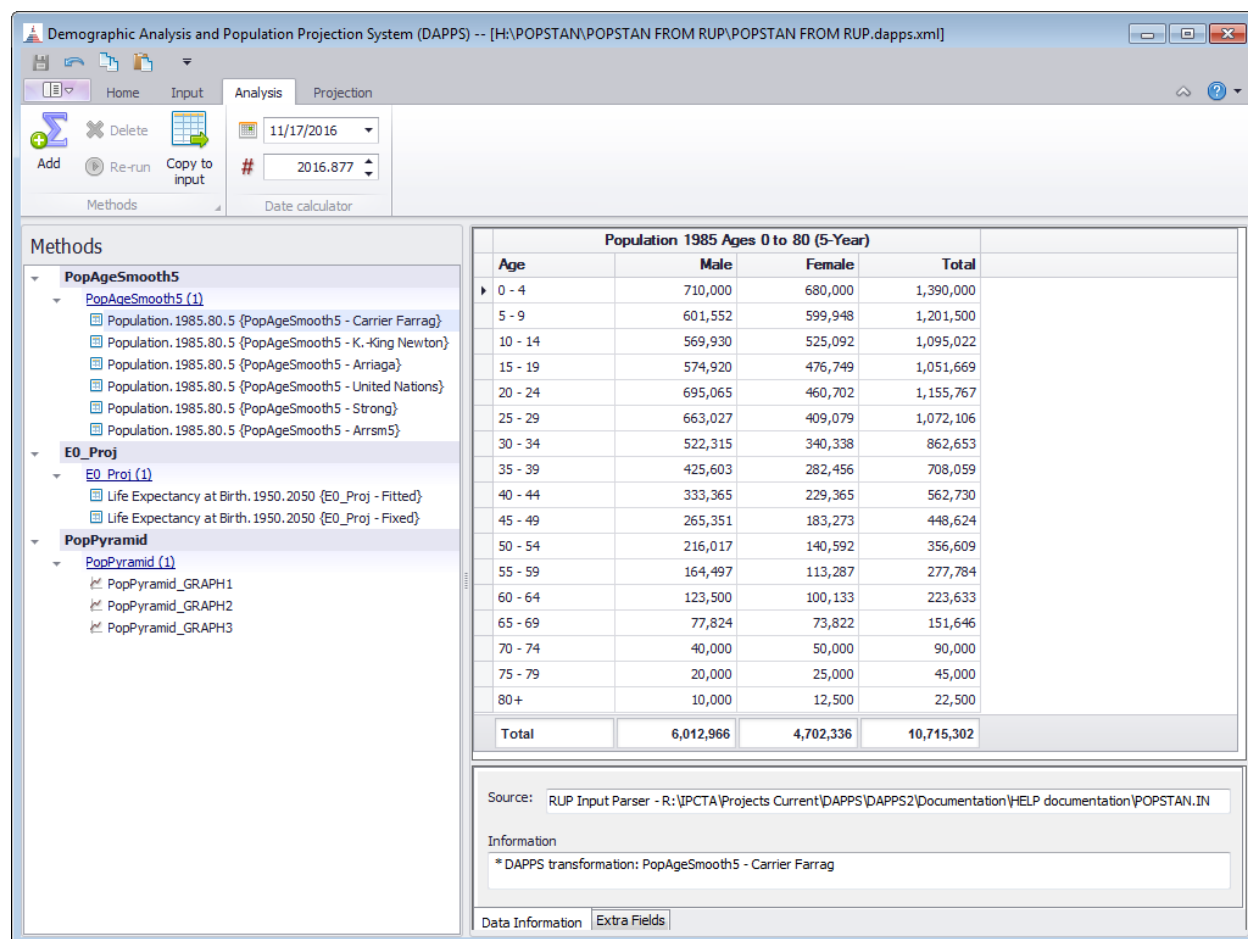 Demographic Analysis and Population Projection System (DAPPS) -- [H:\POPSTAN\POPSTAN FROM RUP\POPSTAN FROM RUP.dapps.xml]
Home Input Analysis Projection
Add
Delete
Re-run
Copy to
input
11/17/2016
# 2016.877
Methods
Date calculator
Methods
PopAgeSmooth5
PopAgeSmooth5 (1)
Population.1985.80.5 {PopAgeSmooth5 - Carrier Farrag}
Population.1985.80.5 {PopAgeSmooth5 - K.-King Newton}
Population.1985.80.5 {PopAgeSmooth5 - Arriaga}
Population.1985.80.5 {PopAgeSmooth5 - United Nations}
Population.1985.80.5 {PopAgeSmooth5 - Strong}
Population.1985.80.5 {PopAgeSmooth5 - Arrsm5}
E0_Proj
E0_Proj (1)
Life Expectancy at Birth.1950.2050 {E0_Proj - Fitted}
Life Expectancy at Birth.1950.2050 {E0_Proj - Fixed}
PopPyramid
PopPyramid (1)
PopPyramid_GRAPH1
PopPyramid_GRAPH2
PopPyramid_GRAPH3
Population 1985 Ages 0 to 80 (5-Year)
Age Male Female Total
0 - 4 710,000 680,000 1,390,000
5 - 9 601,552 599,948 1,201,500
10 - 14 569,930 525,092 1,095,022
15 - 19 574,920 476,749 1,051,669
20 - 24 695,065 460,702 1,155,767
25 - 29 663,027 409,079 1,072,106
30 - 34 522,315 340,338 862,653
35 - 39 425,603 282,456 708,059
40 - 44 333,365 229,365 562,730
45 - 49 265,351 183,273 448,624
50 - 54 216,017 140,592 356,609
55 - 59 164,497 113,287 277,784
60 - 64 123,500 100,133 223,633
65 - 69 77,824 73,822 151,646
70 - 74 40,000 50,000 90,000
75 - 79 20,000 25,000 45,000
80+ 10,000 12,500 22,500
Total 6,012,966 4,702,336 10,715,302
Source: RUP Input Parser - R:\IPCTA\Projects Current\DAPPS\DAPPS2\Documentation\HELP documentation\POPSTAN.IN
Information
* DAPPS transformation: PopAgeSmooth5 - Carrier Farrag
Data Information Extra Fields